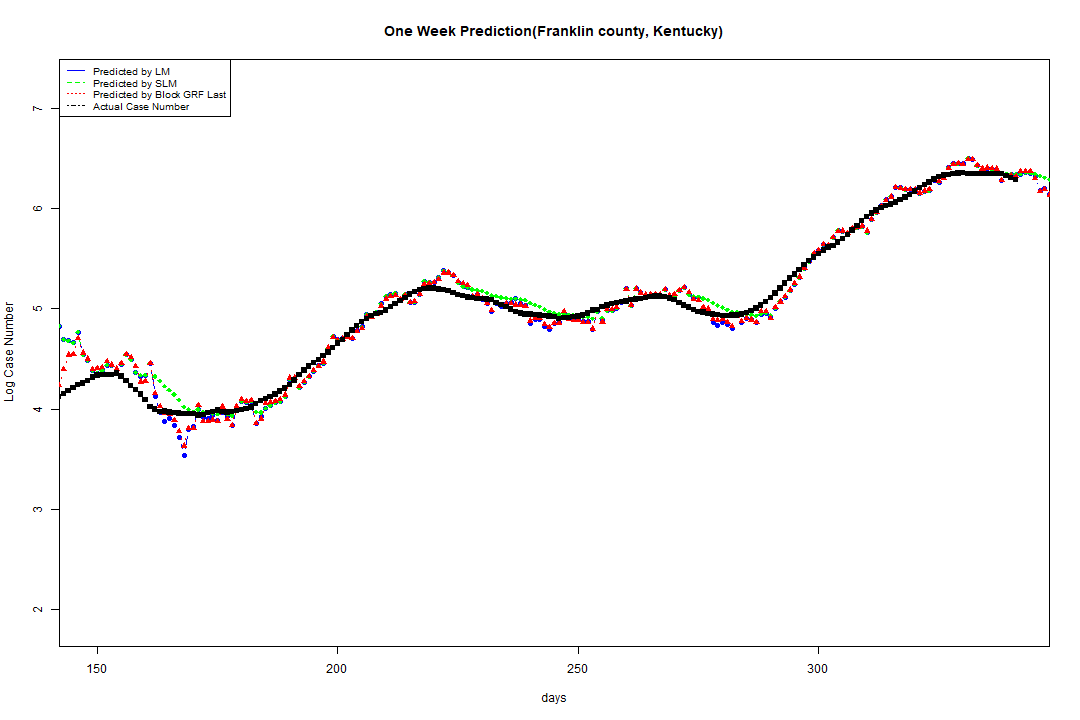 One Week Prediction(Franklin county, Kentucky)
Predicted by LM
Predicted by SLM
Predicted by Block GRF Last
Actual Case Number
7
6
5
4
3
2
Log Case Number
150 200 250 300
days